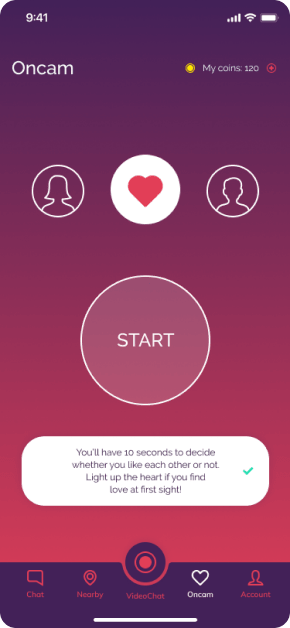 9:41
Oncam
My coins: 120
START
You'll have 10 seconds to decide
whether you like each other or not.
Light up the heart if you find
love at first sight!
Chat
Nearby
VideoChat
Oncam
Account